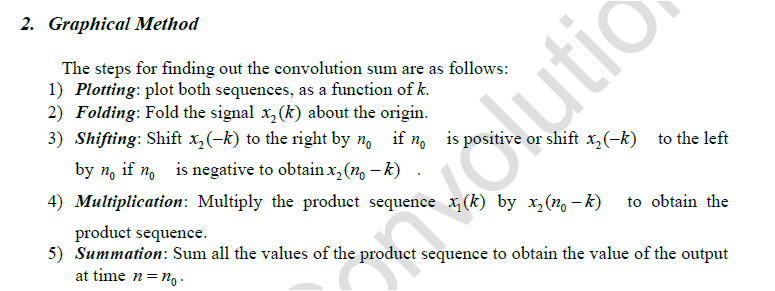 2. Graphical Method
The steps for finding out the convolution sum are as follows:
1) Plotting: plot both sequences, as a function of k.
2) Folding: Fold the signal x₂(k) about the origin.
3) Shifting: Shift x₂(−k) to the right by n₀ if n₀ is positive or shift x₂(−k) to the left
by n₀ if n₀ is negative to obtain x₂(n₀ − k) .
4) Multiplication: Multiply the product sequence x₁(k) by x₂(n₀ − k) to obtain the
product sequence.
5) Summation: Sum all the values of the product sequence to obtain the value of the output
at time n = n₀.